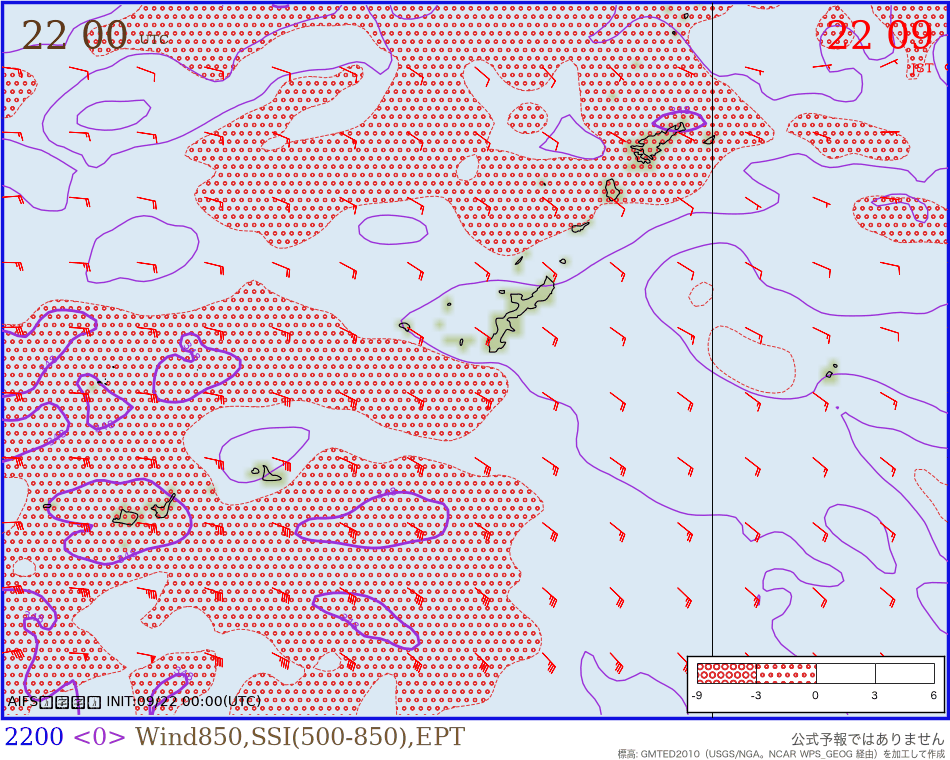 22 00 UTC
22 09
JST
AIFS INIT:09/22 00:00(UTC)
-9 -3 0 3 6
2200 <0> Wind850,SSI(500-850),EPT
公式予報ではありません
標高: GMTED2010（USGS/NGA。NCAR WPS_GEOG 経由）を加工して作成